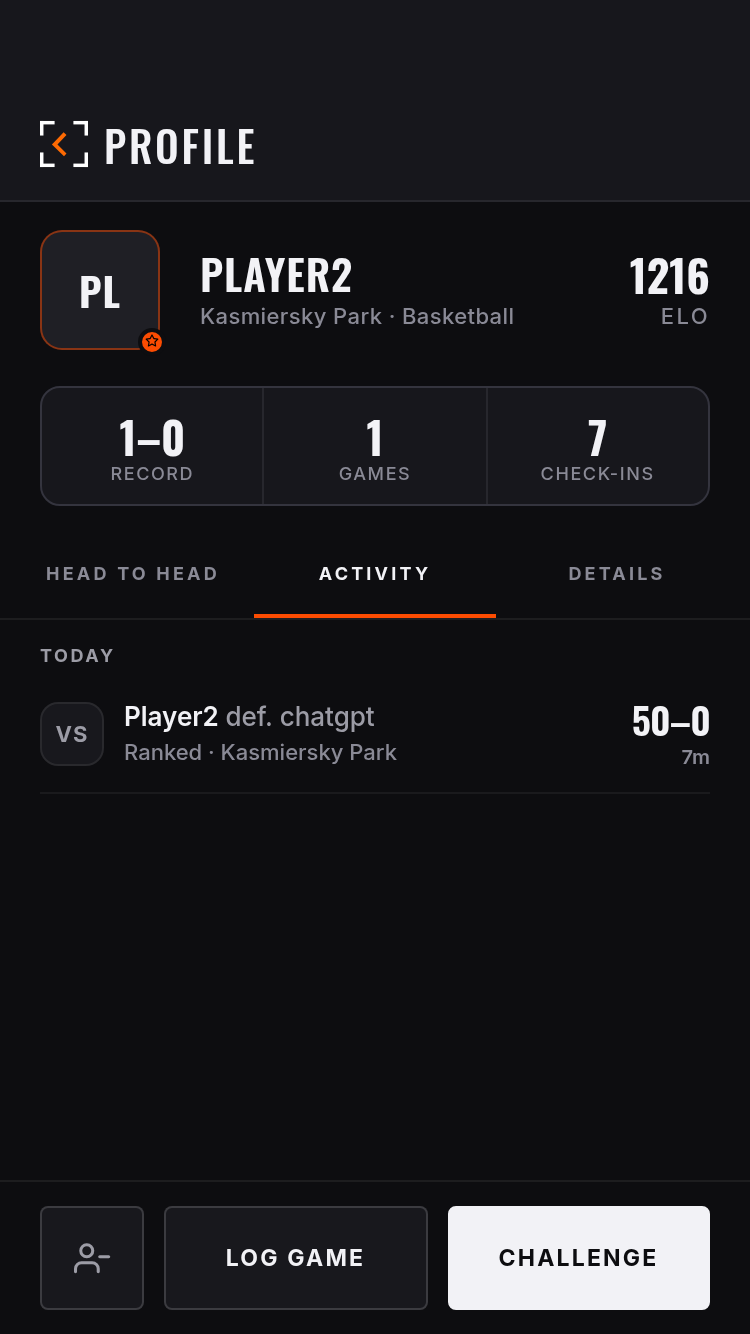 PROFILE
PL
PLAYER2
Kasmiersky Park · Basketball
1216
ELO
1–0
RECORD
1
GAMES
7
CHECK-INS
HEAD TO HEAD
ACTIVITY
DETAILS
TODAY
VS
Player2 def. chatgpt
Ranked · Kasmiersky Park
50–0
7m
LOG GAME
CHALLENGE